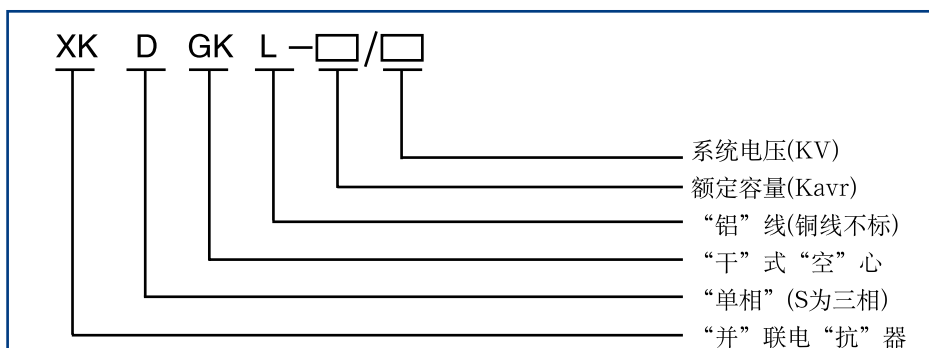 XK D GK L-□/□
系统电压(KV)
额定容量(Kavr)
“铝”线(铜线不标)
“干”式“空”心
“单相”(S为三相)
“并”联电“抗”器